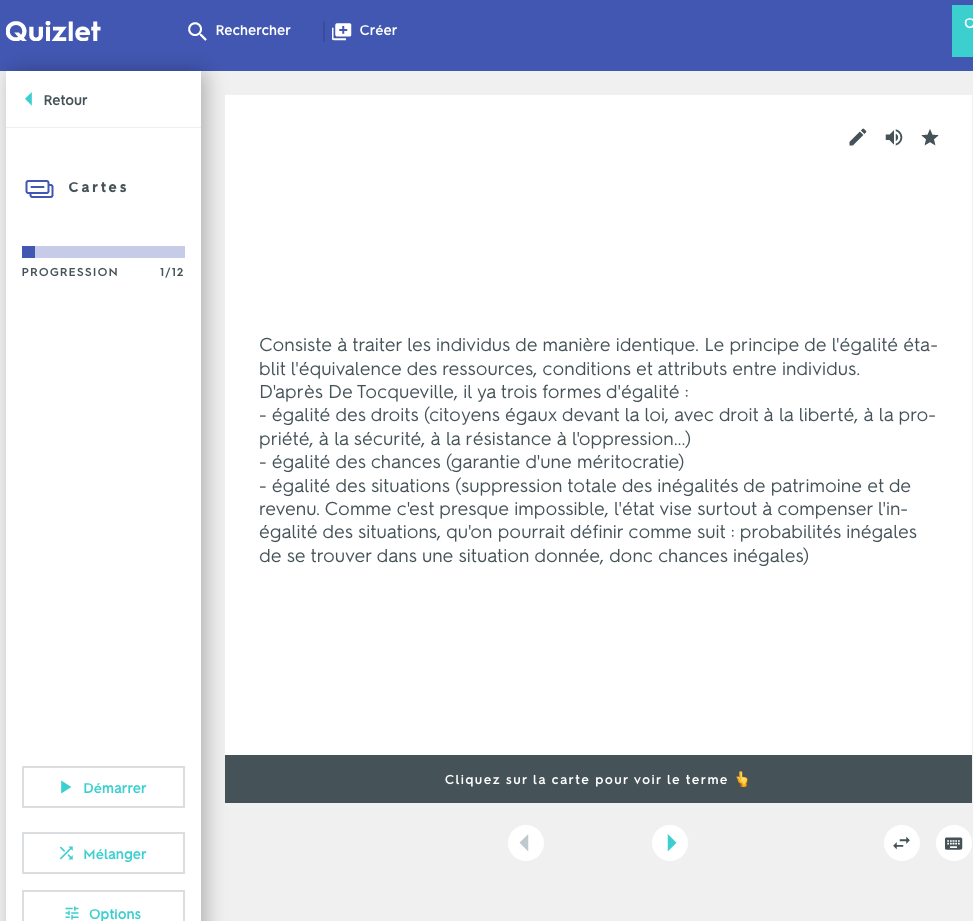 Quizlet
Rechercher
Créer
Retour
Cartes
PROGRESSION 1/12
Consiste à traiter les individus de manière identique. Le principe de l'égalité éta-
blit l'équivalence des ressources, conditions et attributs entre individus.
D'après De Tocqueville, il ya trois formes d'égalité :
- égalité des droits (citoyens égaux devant la loi, avec droit à la liberté, à la pro-
priété, à la sécurité, à la résistance à l'oppression...)
- égalité des chances (garantie d'une méritocratie)
- égalité des situations (suppression totale des inégalités de patrimoine et de
revenu. Comme c'est presque impossible, l'état vise surtout à compenser l'in-
égalité des situations, qu'on pourrait définir comme suit : probabilités inégales
de se trouver dans une situation donnée, donc chances inégales)
Cliquez sur la carte pour voir le terme 👆
Démarrer
Mélanger
Options